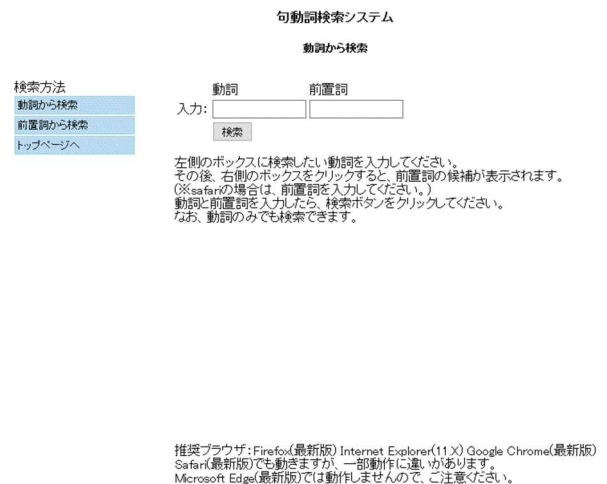 句動詞検索システム
動詞から検索
検索方法
動詞から検索
前置詞から検索
トップページへ
動詞 前置詞
入力:
検索
左側のボックスに検索したい動詞を入力してください。
その後、右側のボックスをクリックすると、前置詞の候補が表示されます。
(※safariの場合は、前置詞を入力してください。)
動詞と前置詞を入力したら、検索ボタンをクリックしてください。
なお、動詞のみでも検索できます。
推奨ブラウザ:Firefox(最新版) Internet Explorer(11.X) Google Chrome(最新版)
Safari(最新版)でも動きますが、一部動作に違いがあります。
Microsoft Edge(最新版)では動作しませんので、ご注意ください。